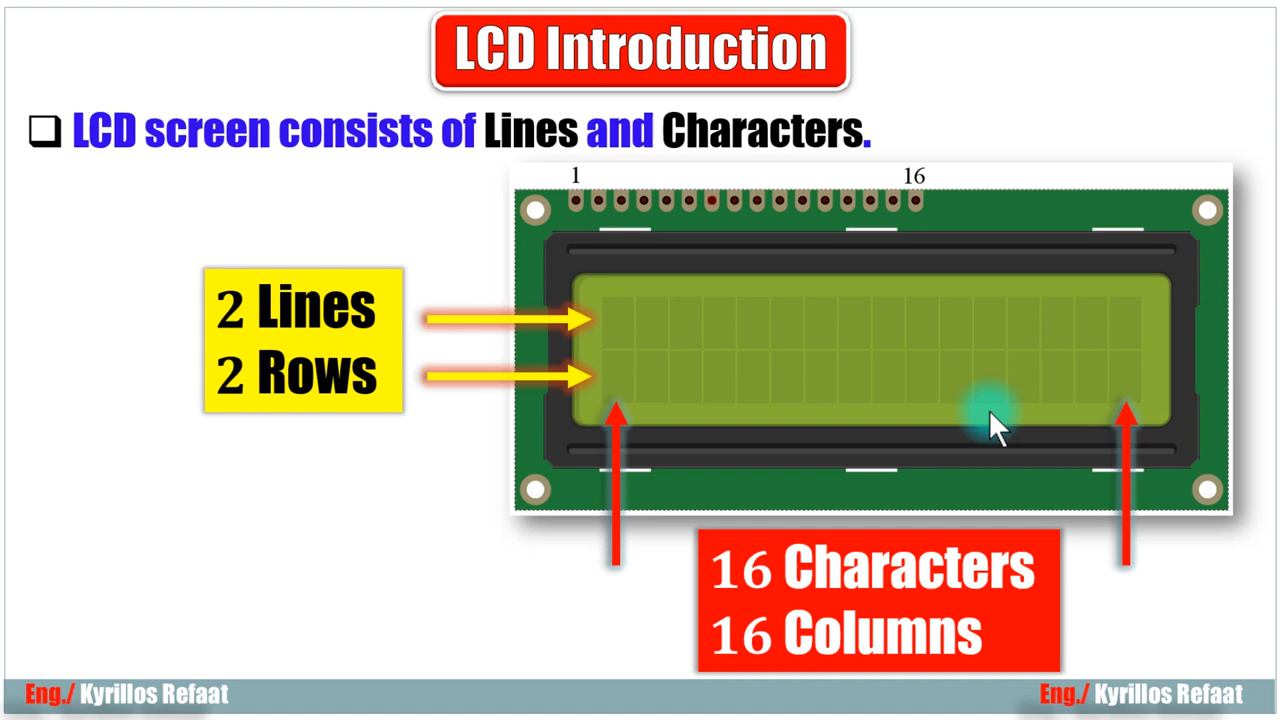 LCD Introduction
❑ LCD screen consists of Lines and Characters.
1 16
2 Lines
2 Rows
16 Characters
16 Columns
Eng./ Kyrillos Refaat
Eng./ Kyrillos Refaat